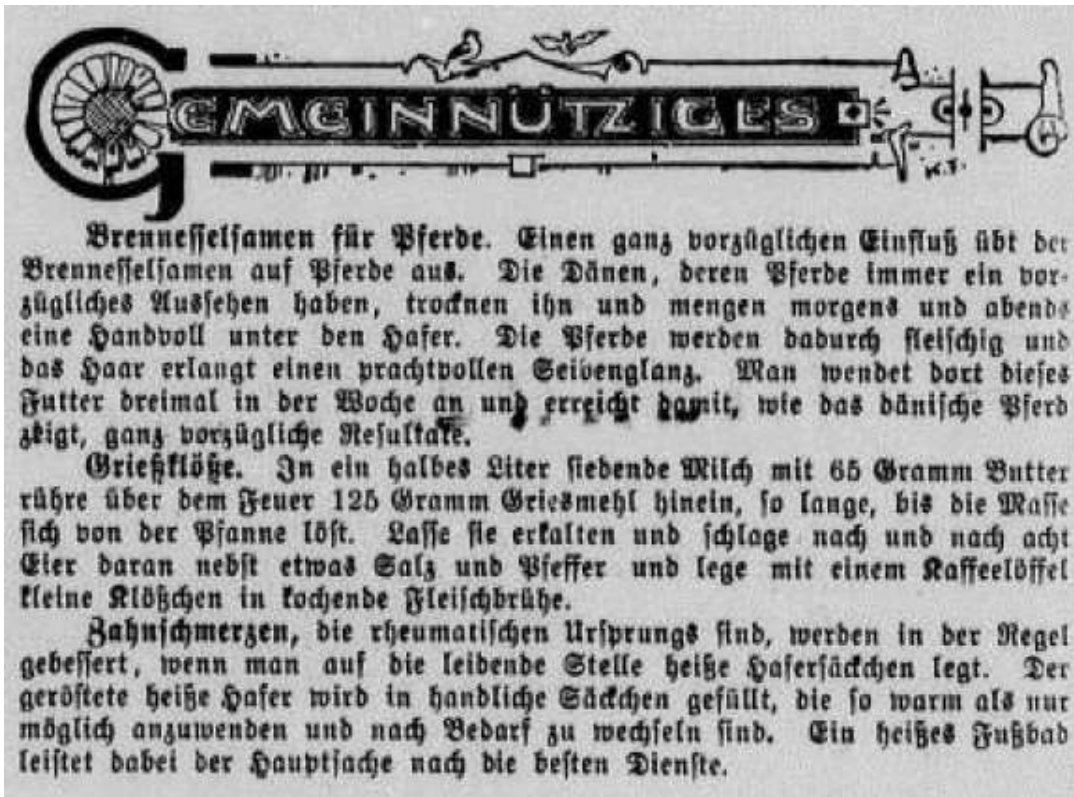 GEMEINNÜTZIGES
K.T.
Brennesselsamen für Pferde. Einen ganz vorzüglichen Einfluß übt der
Brennesselsamen auf Pferde aus. Die Dänen, deren Pferde immer ein vor-
zügliches Aussehen haben, trocknen ihn und mengen morgens und abends
eine Handvoll unter den Hafer. Die Pferde werden dadurch fleischig und
das Haar erlangt einen prachtvollen Seidenglanz. Man wendet dort dieses
Futter dreimal in der Woche an und erreicht damit, wie das dänische Pferd
zeigt, ganz vorzügliche Resultate.
Grießklöße. In ein halbes Liter siedende Milch mit 65 Gramm Butter
rühre über dem Feuer 125 Gramm Griesmehl hinein, so lange, bis die Masse
sich von der Pfanne löst. Lasse sie erkalten und schlage nach und nach acht
Eier daran nebst etwas Salz und Pfeffer und lege mit einem Kaffeelöffel
kleine Klößchen in kochende Fleischbrühe.
Zahnschmerzen, die rheumatischen Ursprungs sind, werden in der Regel
gebessert, wenn man auf die leidende Stelle heiße Hafersäckchen legt. Der
geröstete heiße Hafer wird in handliche Säckchen gefüllt, die so warm als nur
möglich anzuwenden und nach Bedarf zu wechseln sind. Ein heißes Fußbad
leistet dabei der Hauptsache nach die besten Dienste.